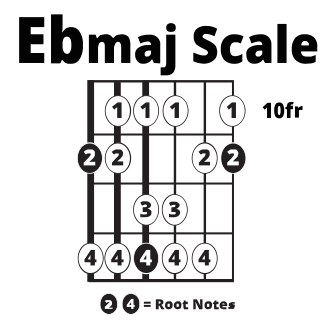 Ebmaj Scale
1 1 1 1 10fr
2 2 2 2
3 3
4 4 4 4 4
2 4 = Root Notes